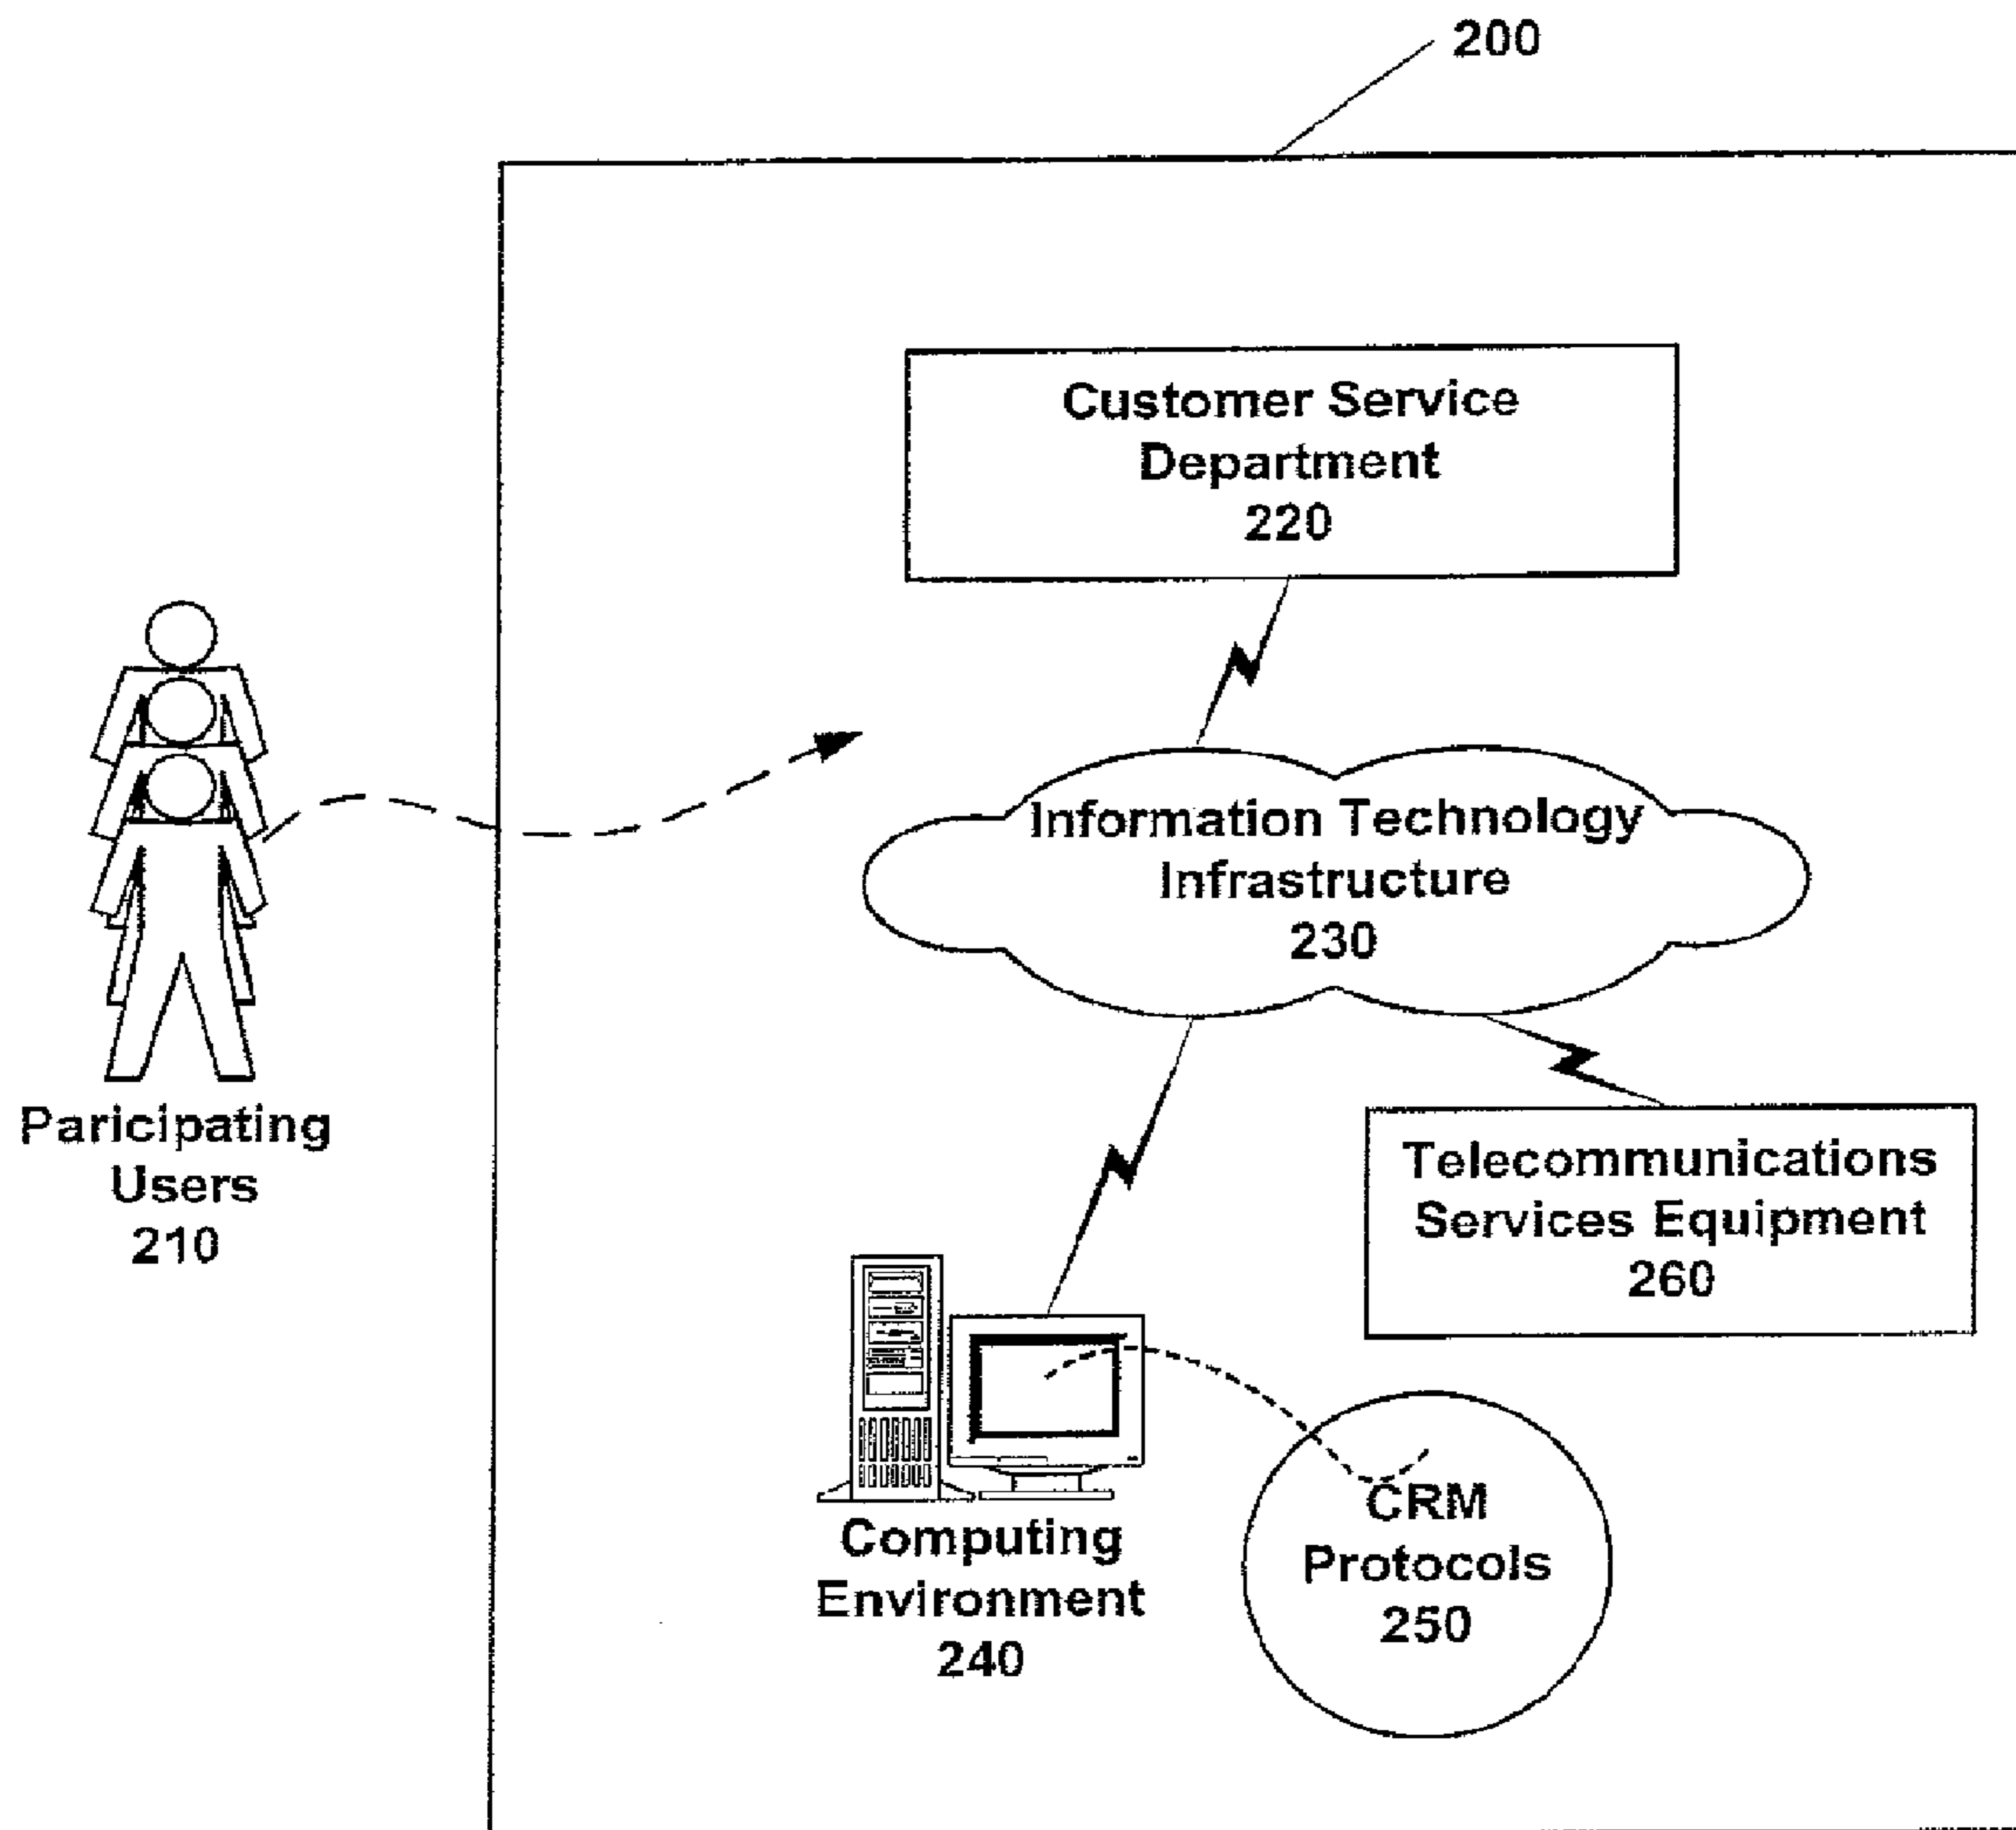 200
Customer Service
Department
220
Information Technology
Infrastructure
230
Paricipating
Users
210
Telecommunications
Services Equipment
260
Computing
Environment
240
CRM
Protocols
250